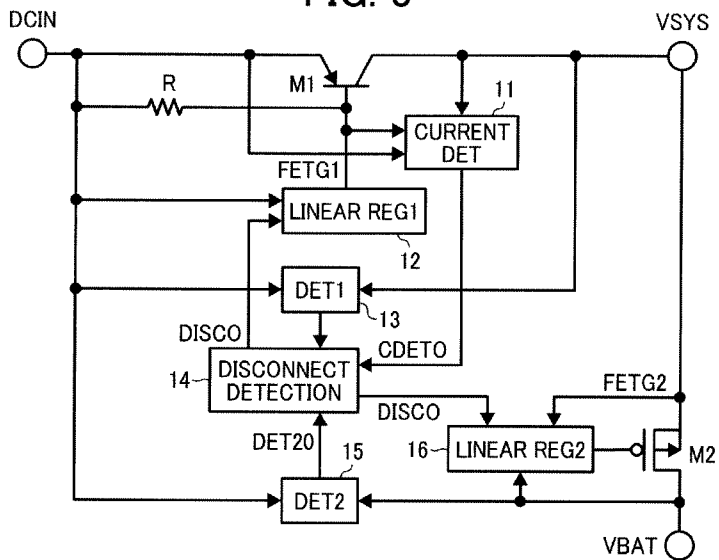 FIG. 6
DCIN
VSYS
R
M1
11
CURRENT
DET
FETG1
LINEAR REG1
12
DET1
13
DISCO
CDETO
14
DISCONNECT
DETECTION
DISCO
FETG2
DET20
15
16
LINEAR REG2
M2
DET2
VBAT